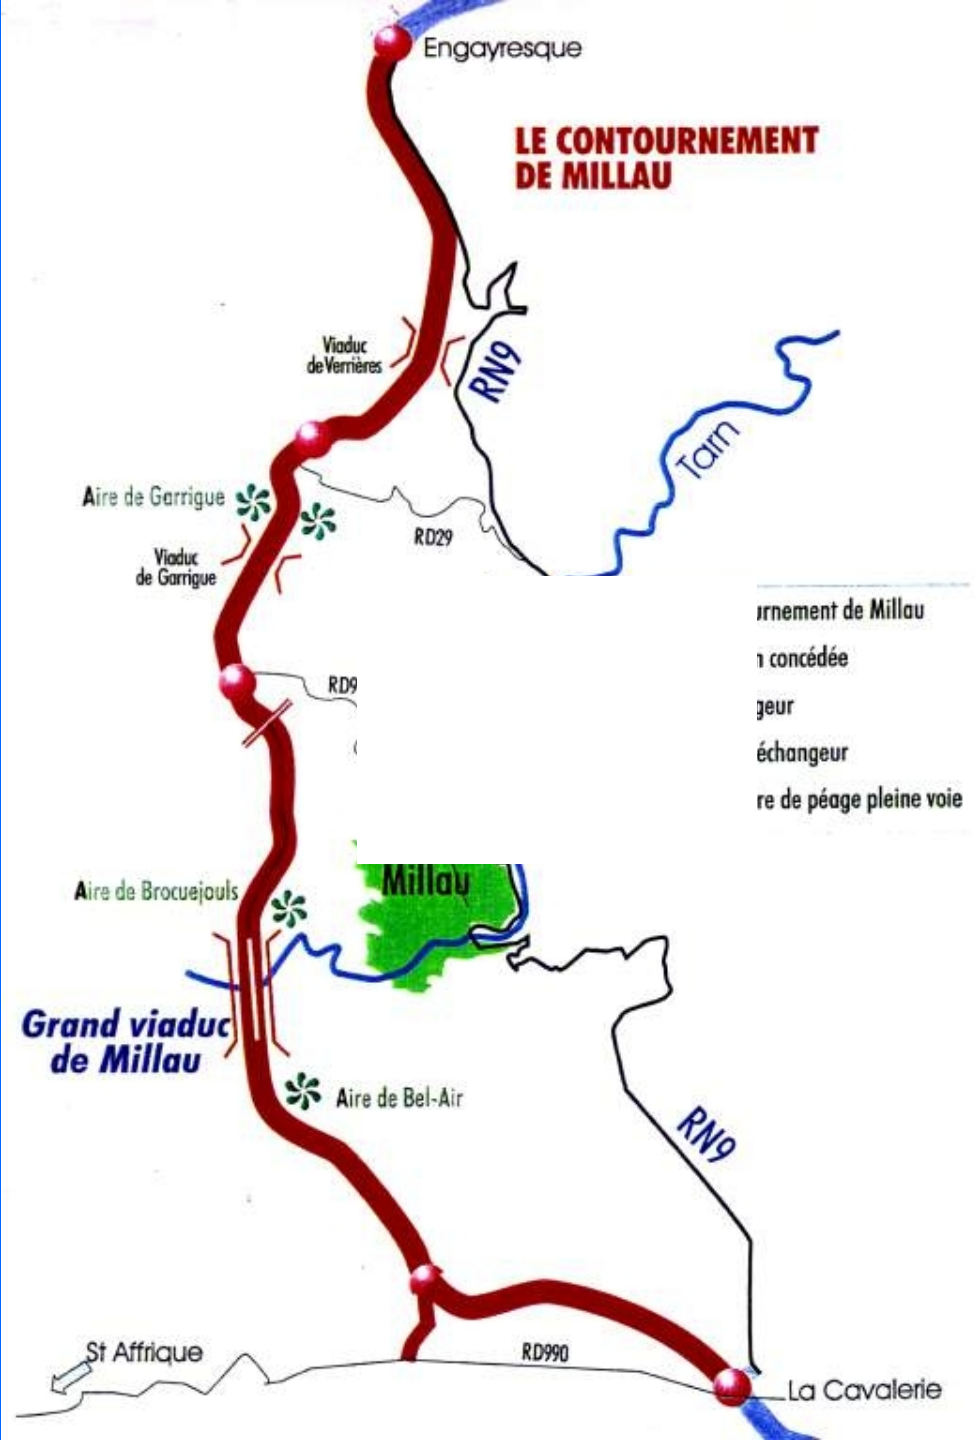 Engayresque
LE CONTOURNEMENT
DE MILLAU
Viaduc
de Verrières
RN9
Tarn
Aire de Garrigue
RD29
Viaduc
de Garrigue
urnement de Millau
n concédée
geur
échangeur
re de péage pleine voie
RD9
Millau
Aire de Brocuejouls
Grand viaduc
de Millau
Aire de Bel-Air
RN9
St Affrique
RD990
La Cavalerie